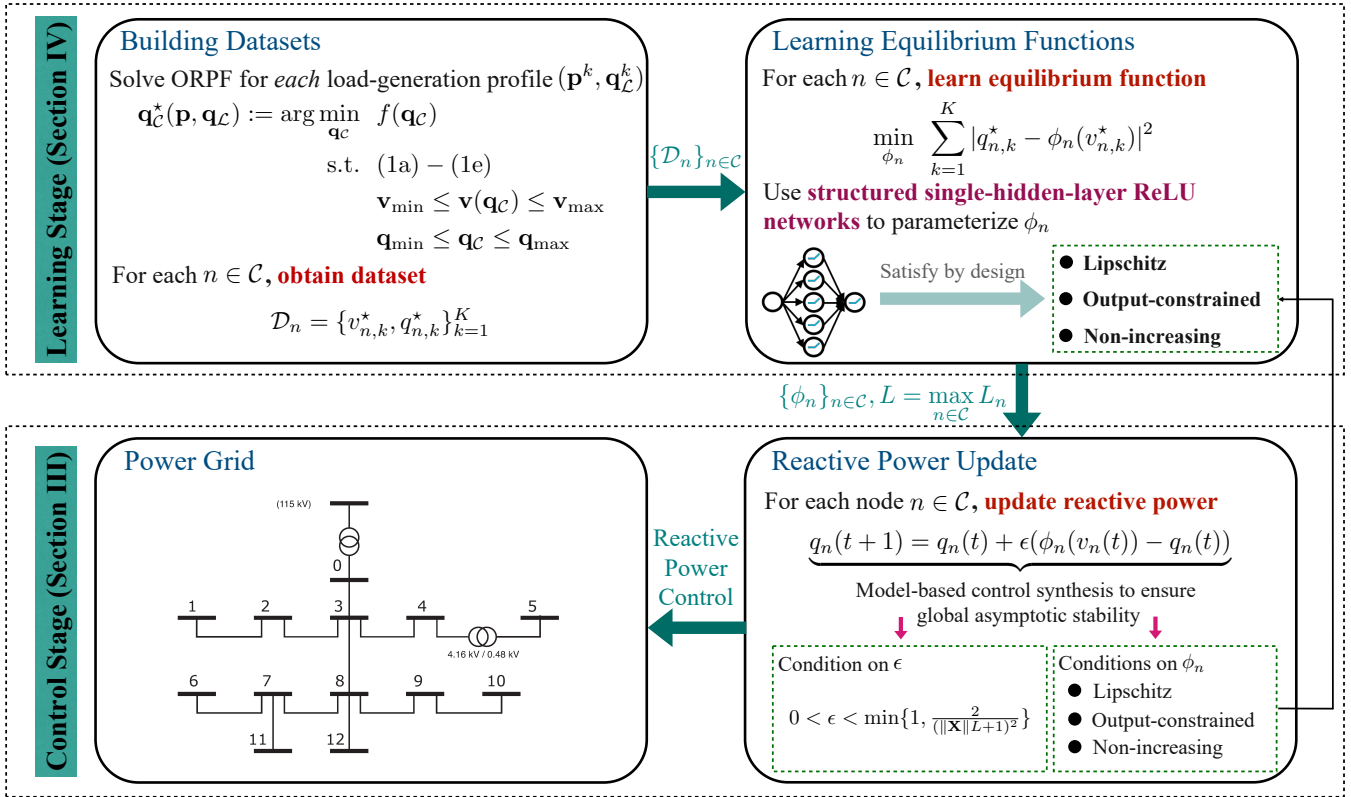 Learning Stage (Section IV)
Building Datasets
Solve ORPF for each load-generation profile (𝐩^k, 𝐪_ℒ^k)
𝐪_𝒞^⋆(𝐩, 𝐪_ℒ) := arg min_{𝐪_𝒞} f(𝐪_𝒞)
s.t. (1a) − (1e)
𝐯_min ≤ 𝐯(𝐪_𝒞) ≤ 𝐯_max
𝐪_min ≤ 𝐪_𝒞 ≤ 𝐪_max
For each n ∈ 𝒞, obtain dataset
𝒟_n = {v_{n,k}^⋆, q_{n,k}^⋆}_{k=1}^K
{𝒟_n}_{n∈𝒞}
Learning Equilibrium Functions
For each n ∈ 𝒞, learn equilibrium function
min_{ϕ_n} ∑_{k=1}^K |q_{n,k}^⋆ − ϕ_n(v_{n,k}^⋆)|^2
Use structured single-hidden-layer ReLU
networks to parameterize ϕ_n
Satisfy by design
● Lipschitz
● Output-constrained
● Non-increasing
{ϕ_n}_{n∈𝒞}, L = max_{n∈𝒞} L_n
Control Stage (Section III)
Power Grid
(115 kV)
0
1 2 3 4 5
4.16 kV / 0.48 kV
6 7 8 9 10
11 12
Reactive
Power
Control
Reactive Power Update
For each node n ∈ 𝒞, update reactive power
q_n(t + 1) = q_n(t) + ϵ(ϕ_n(v_n(t)) − q_n(t))
Model-based control synthesis to ensure
global asymptotic stability
Condition on ϵ
0 < ϵ < min{1, \frac{2}{(‖𝐗‖L+1)^2}}
Conditions on ϕ_n
● Lipschitz
● Output-constrained
● Non-increasing